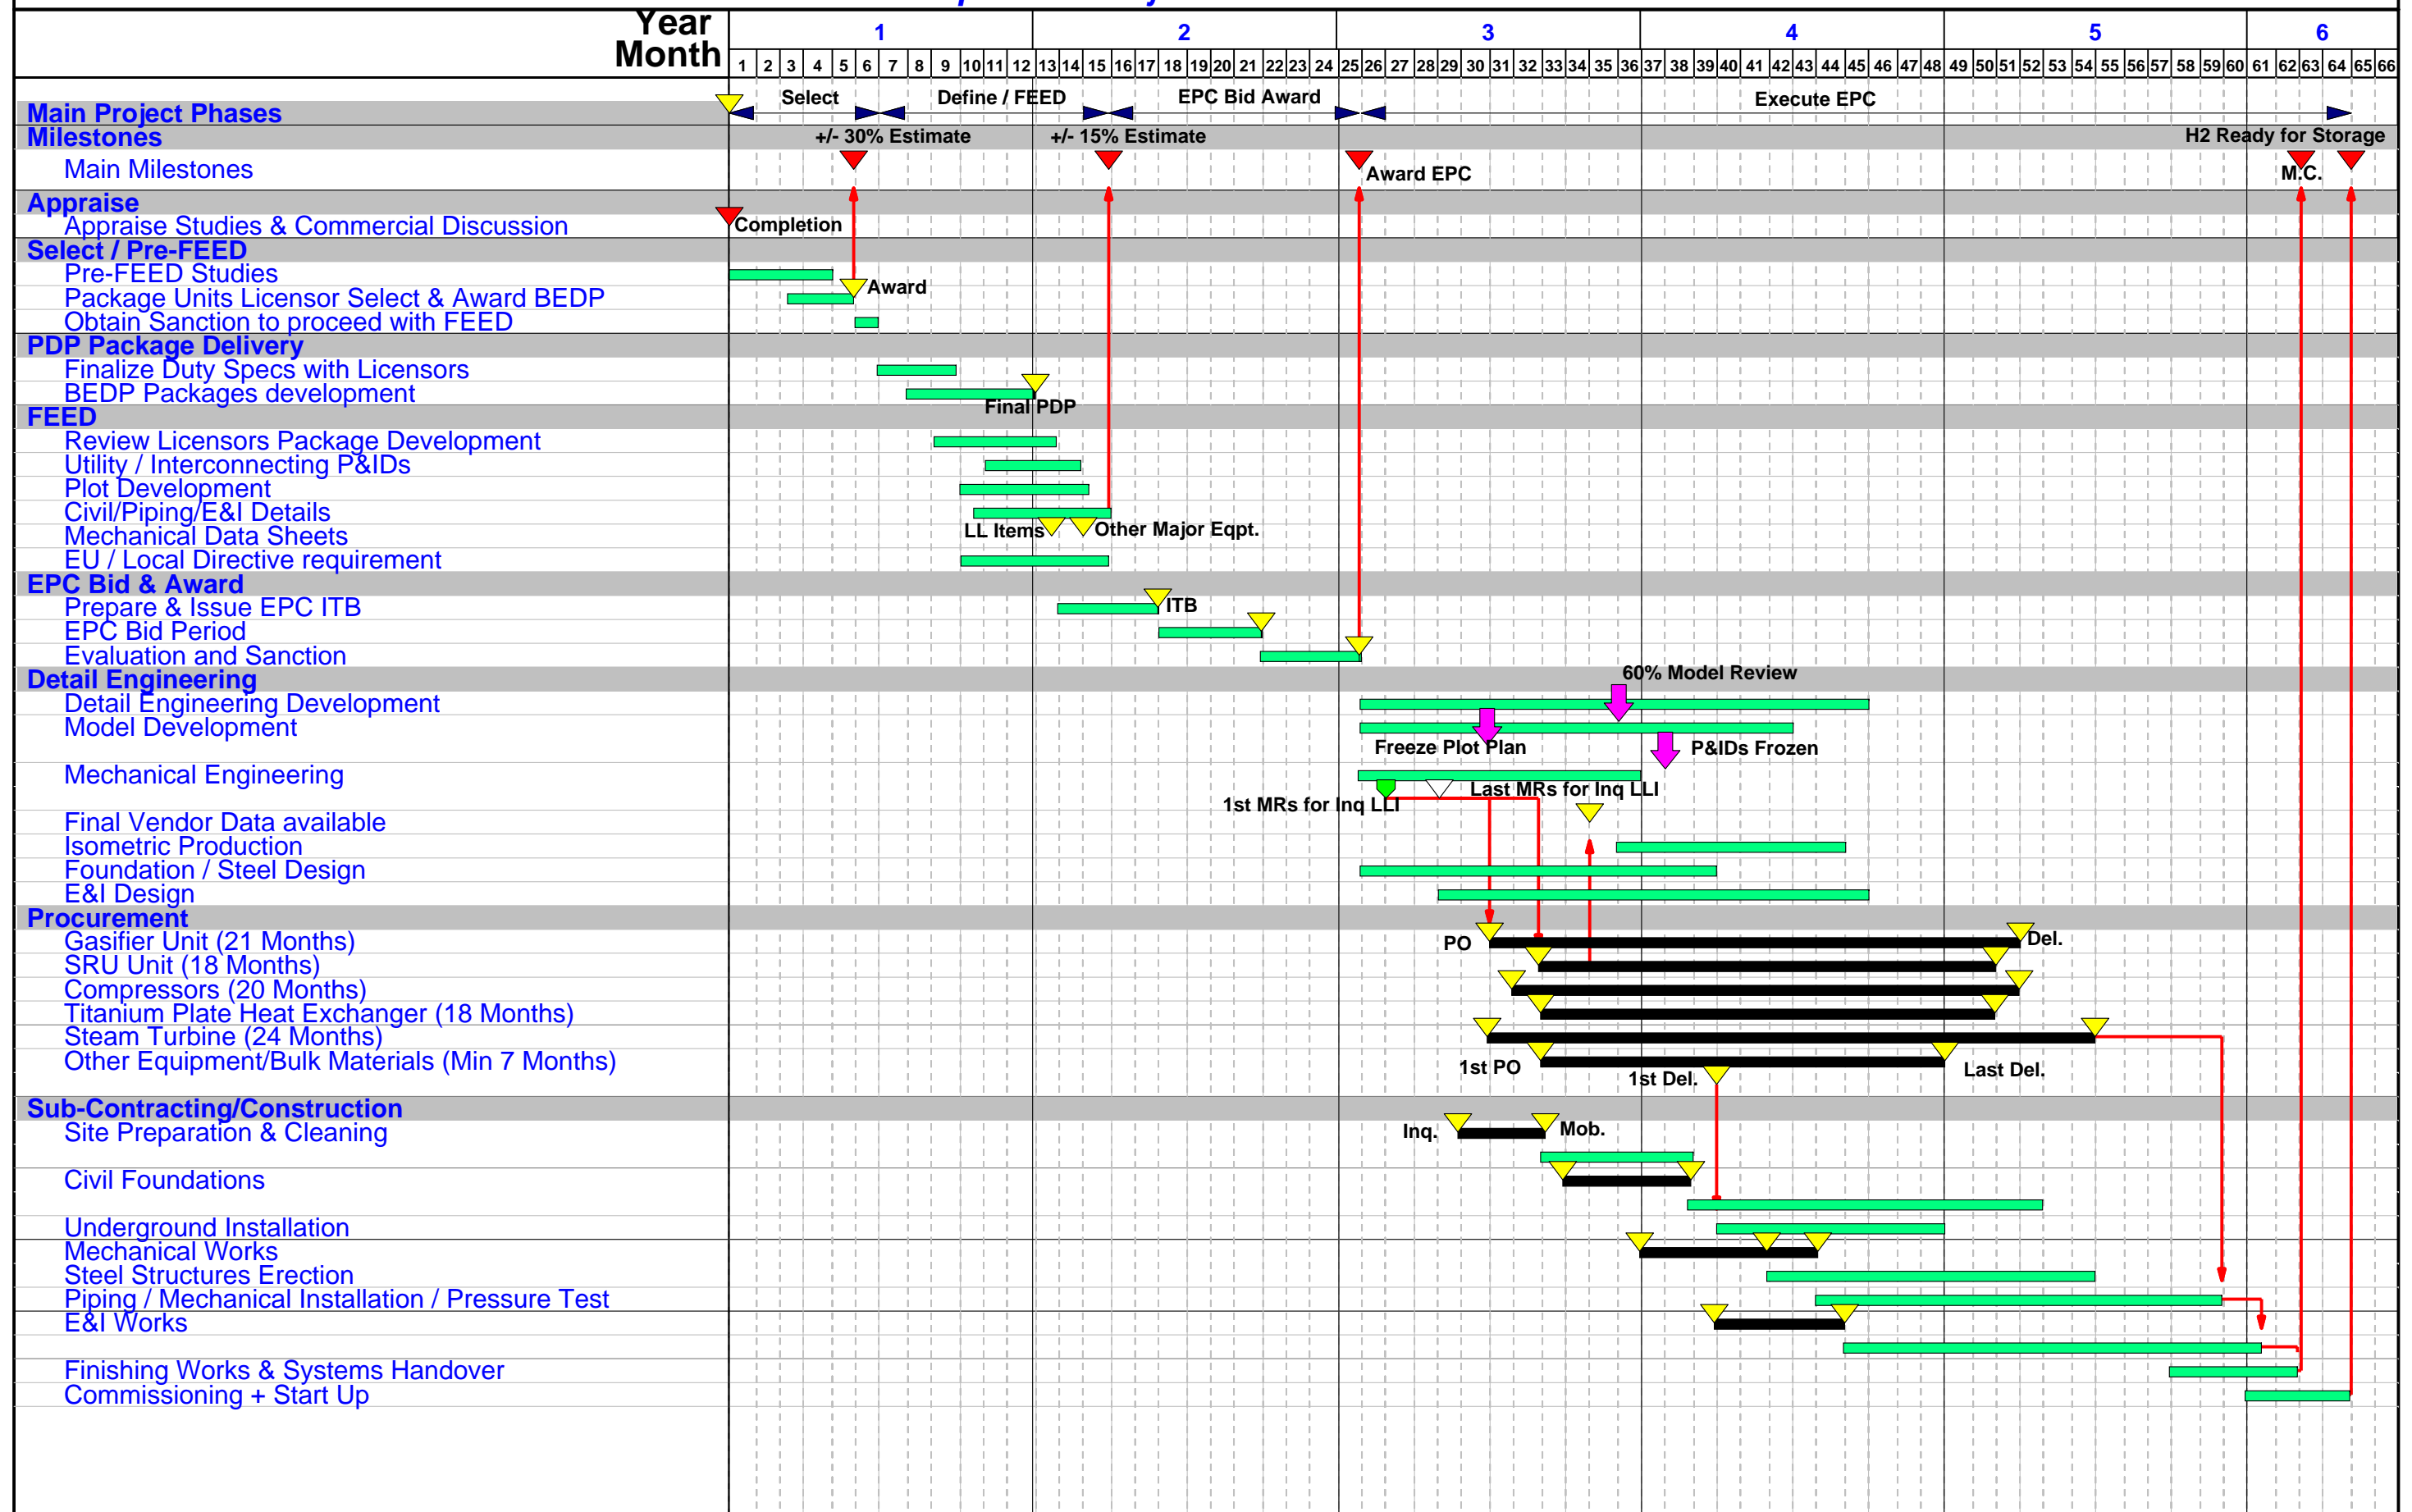 Year 1 2 3 4 5 6
Month 1 2 3 4 5 6 7 8 9 10 11 12 13 14 15 16 17 18 19 20 21 22 23 24 25 26 27 28 29 30 31 32 33 34 35 36 37 38 39 40 41 42 43 44 45 46 47 48 49 50 51 52 53 54 55 56 57 58 59 60 61 62 63 64 65 66
Select Define / FEED EPC Bid Award Execute EPC
Main Project Phases
Milestones +/- 30% Estimate +/- 15% Estimate H2 Ready for Storage
Main Milestones Award EPC M.C.
Appraise
Appraise Studies & Commercial Discussion Completion
Select / Pre-FEED
Pre-FEED Studies
Award
Package Units Licensor Select & Award BEDP
Obtain Sanction to proceed with FEED
PDP Package Delivery
Finalize Duty Specs with Licensors
BEDP Packages development
Final PDP
FEED
Review Licensors Package Development
Utility / Interconnecting P&IDs
Plot Development
Civil/Piping/E&I Details
LL Items Other Major Eqpt.
Mechanical Data Sheets
EU / Local Directive requirement
EPC Bid & Award
Prepare & Issue EPC ITB ITB
EPC Bid Period
Evaluation and Sanction
60% Model Review
Detail Engineering
Detail Engineering Development
Model Development
Freeze Plot Plan P&IDs Frozen
Mechanical Engineering
Last MRs for Inq LLI
1st MRs for Inq LLI
Final Vendor Data available
Isometric Production
Foundation / Steel Design
E&I Design
Procurement
Gasifier Unit (21 Months) PO Del.
SRU Unit (18 Months)
Compressors (20 Months)
Titanium Plate Heat Exchanger (18 Months)
Steam Turbine (24 Months)
Other Equipment/Bulk Materials (Min 7 Months) 1st PO Last Del.
1st Del.
Sub-Contracting/Construction
Site Preparation & Cleaning Inq. Mob.
Civil Foundations
Underground Installation
Mechanical Works
Steel Structures Erection
Piping / Mechanical Installation / Pressure Test
E&I Works
Finishing Works & Systems Handover
Commissioning + Start Up